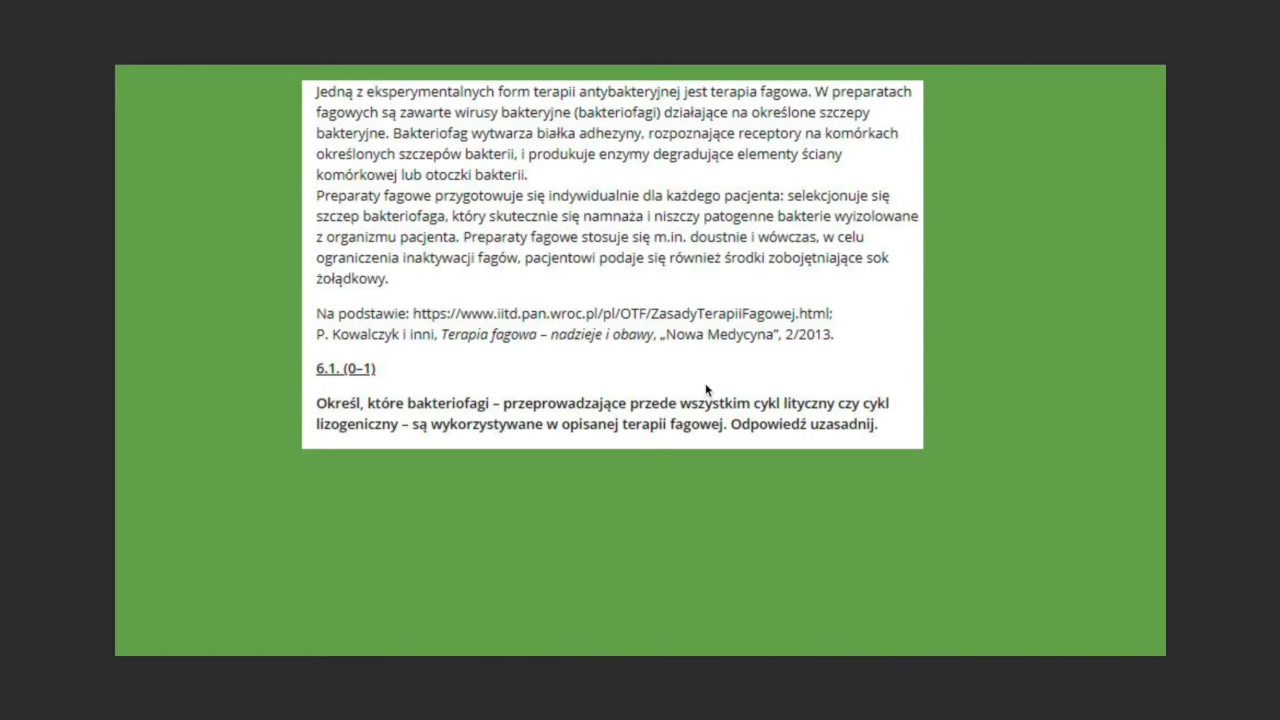 Jedną z eksperymentalnych form terapii antybakteryjnej jest terapia fagowa. W preparatach
fagowych są zawarte wirusy bakteryjne (bakteriofagi) działające na określone szczepy
bakteryjne. Bakteriofag wytwarza białka adhezyny, rozpoznające receptory na komórkach
określonych szczepów bakterii, i produkuje enzymy degradujące elementy ściany
komórkowej lub otoczki bakterii.
Preparaty fagowe przygotowuje się indywidualnie dla każdego pacjenta: selekcjonuje się
szczep bakteriofaga, który skutecznie się namnaża i niszczy patogenne bakterie wyizolowane
z organizmu pacjenta. Preparaty fagowe stosuje się m.in. doustnie i wówczas, w celu
ograniczenia inaktywacji fagów, pacjentowi podaje się również środki zobojętniające sok
żołądkowy.
Na podstawie: https://www.iitd.pan.wroc.pl/pl/OTF/ZasadyTerapiiFagowej.html;
P. Kowalczyk i inni, Terapia fagowa – nadzieje i obawy, „Nowa Medycyna”, 2/2013.
6.1. (0–1)
Określ, które bakteriofagi – przeprowadzające przede wszystkim cykl lityczny czy cykl
lizogeniczny – są wykorzystywane w opisanej terapii fagowej. Odpowiedź uzasadnij.